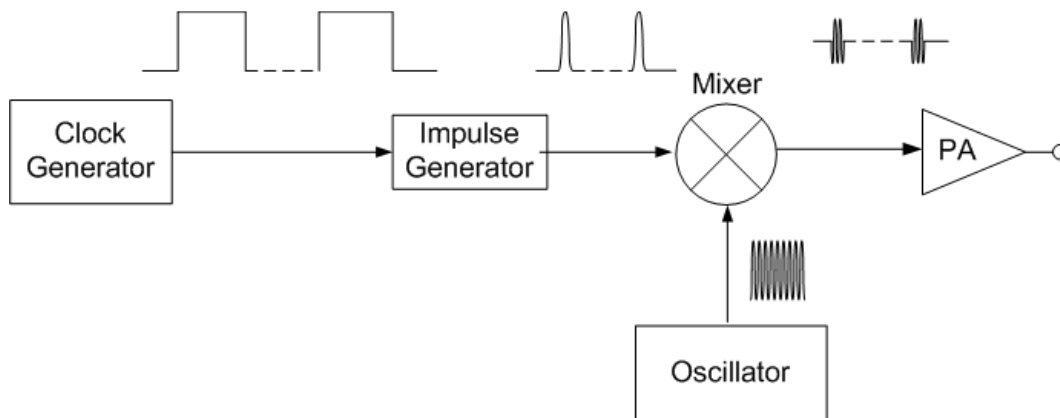 Mixer
Clock
Generator
Impulse
Generator
PA
Oscillator